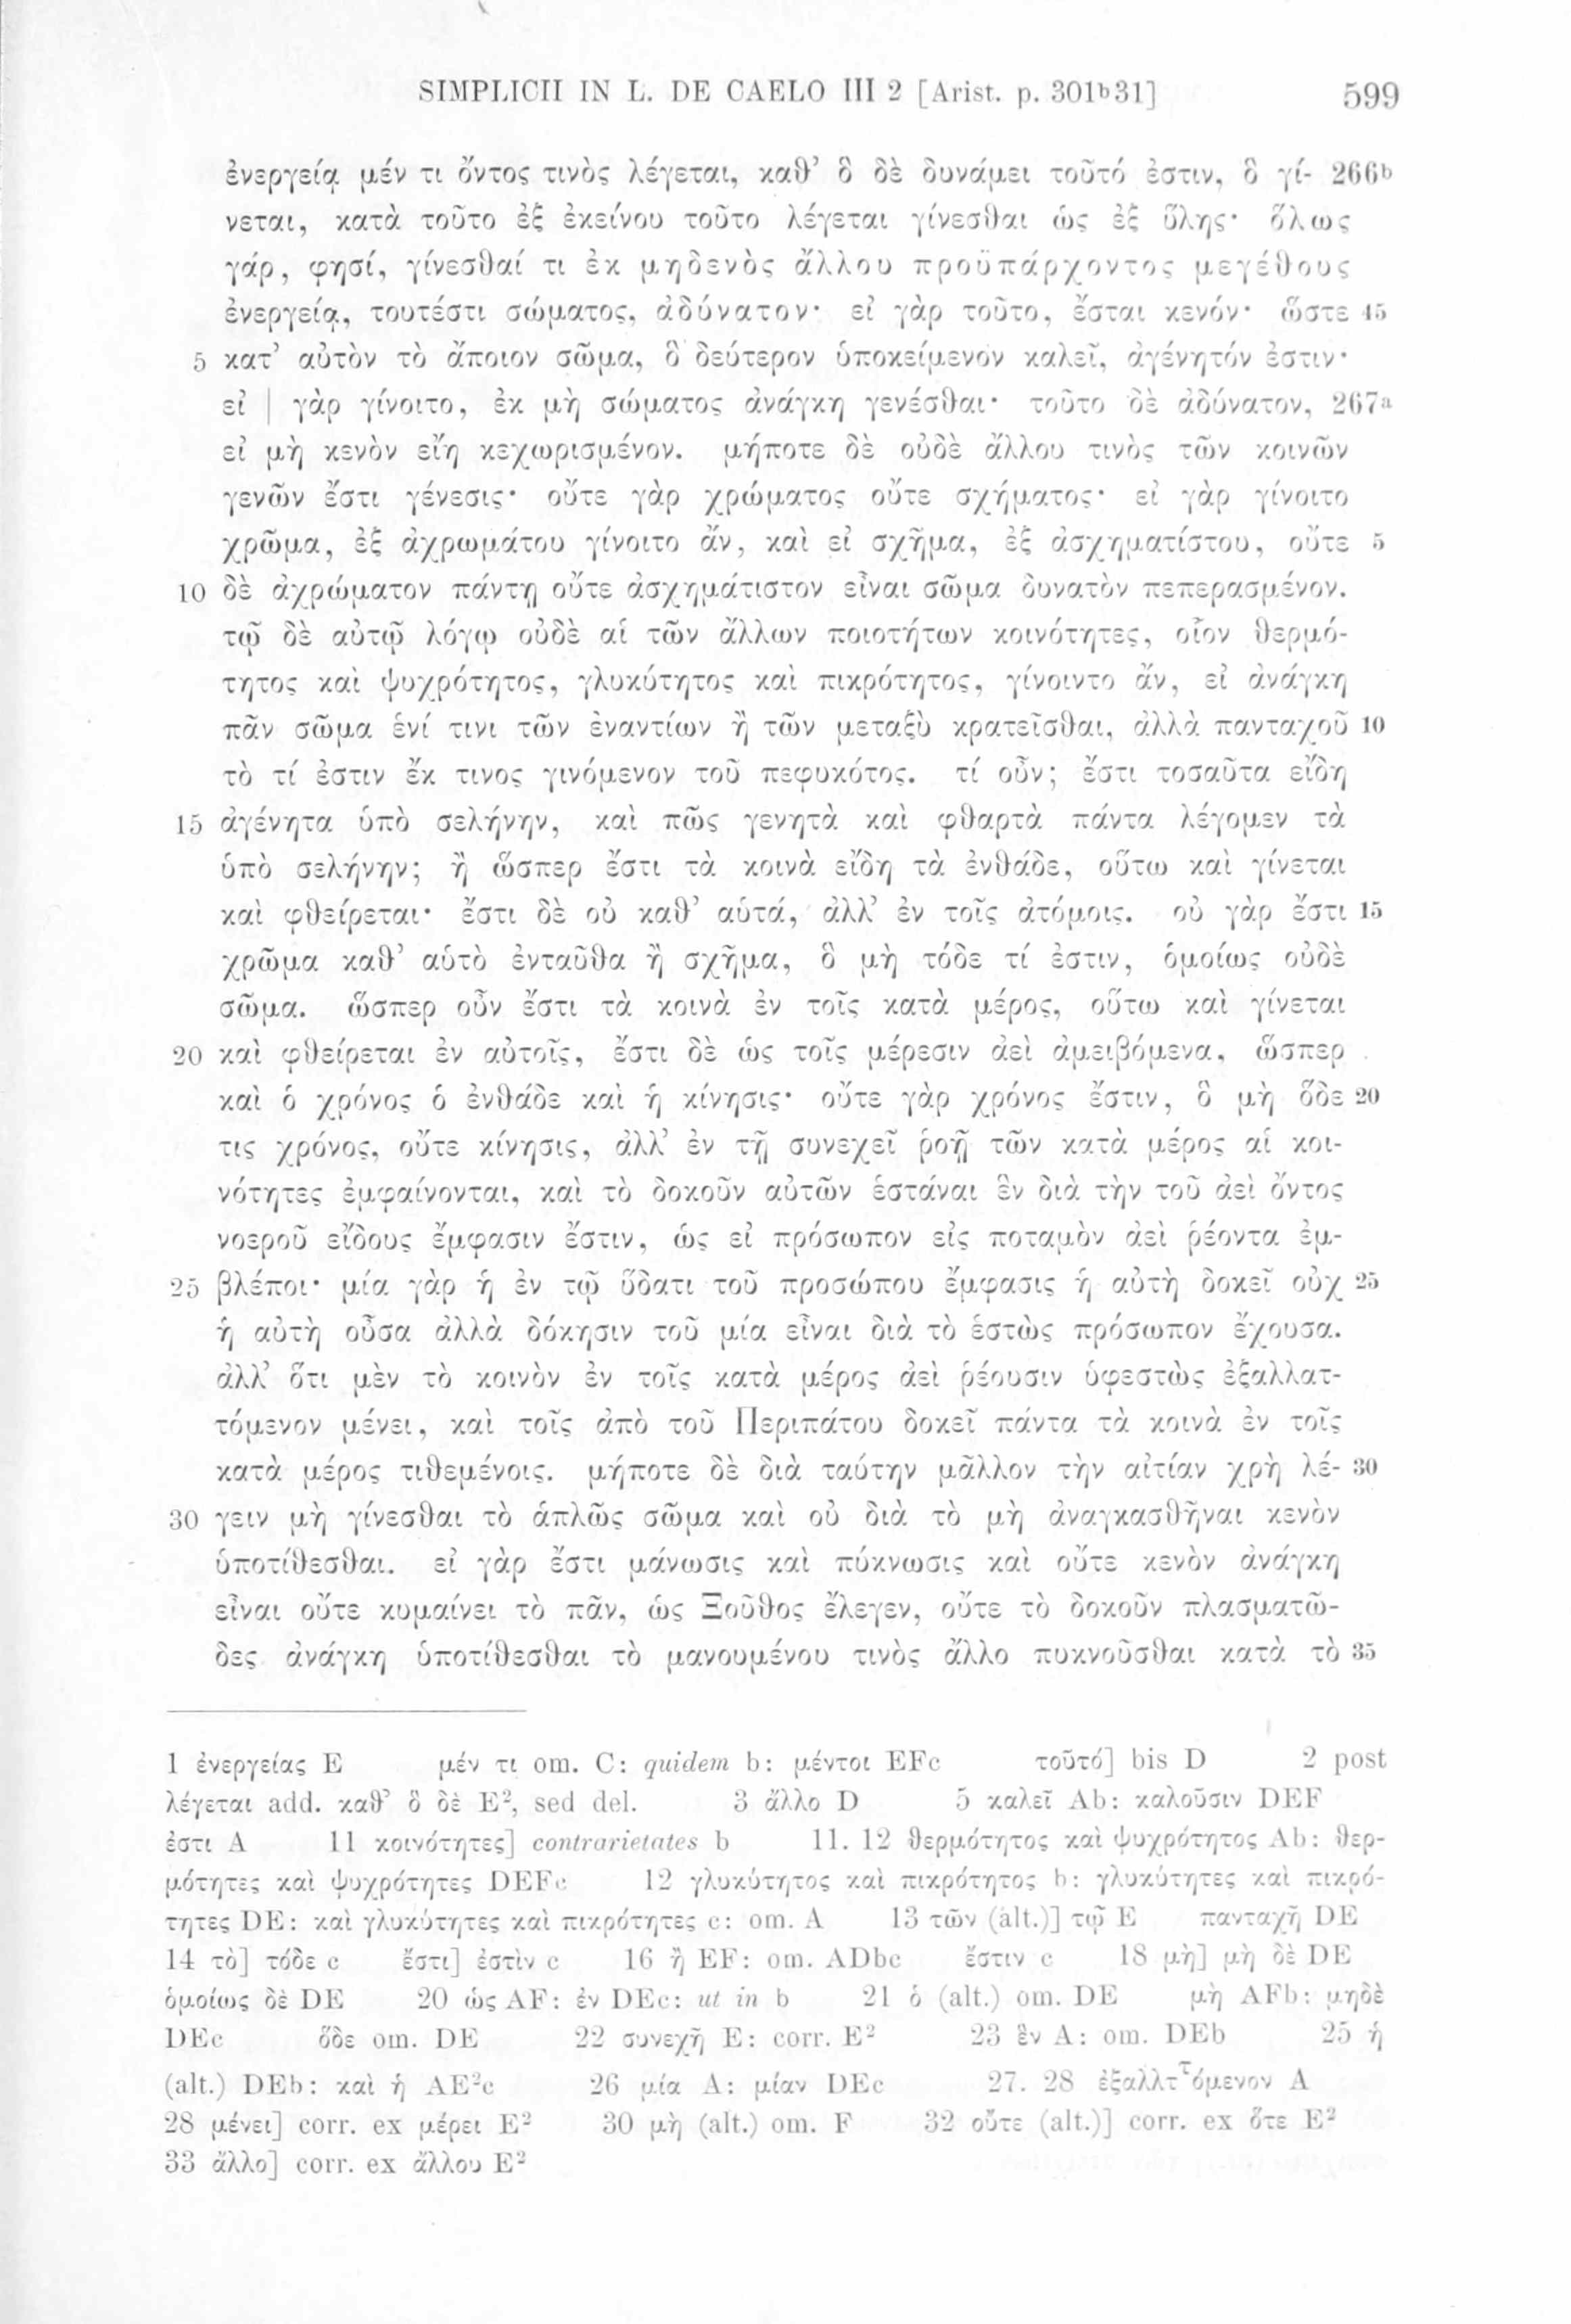 SIMPLICII IN L. DE CAELO III 2 [Arist. p. 301b31] 599
ἐνεργείᾳ μέν τι ὄντος τινὸς λέγεται, καθ’ ὃ δὲ δυνάμει τοῦτό ἐστιν, ὃ γί- 266b
νεται, κατὰ τοῦτο ἐξ ἐκείνου τοῦτο λέγεται γίνεσθαι ὡς ἐξ ὕλης· ὅλως
γάρ, φησί, γίνεσθαί τι ἐκ μηδενὸς ἄλλου προϋπάρχοντος μεγέθους
ἐνεργείᾳ, τουτέστι σώματος, ἀδύνατον· εἰ γὰρ τοῦτο, ἔσται κενόν· ὥστε 45
5 κατ’ αὐτὸν τὸ ἄποιον σῶμα, ὃ δεύτερον ὑποκείμενον καλεῖ, ἀγένητόν ἐστιν·
εἰ | γὰρ γίνοιτο, ἐκ μὴ σώματος ἀνάγκη γενέσθαι· τοῦτο δὲ ἀδύνατον, 267a
εἰ μὴ κενὸν εἴη κεχωρισμένον. μήποτε δὲ οὐδὲ ἄλλου τινὸς τῶν κοινῶν
γενῶν ἔστι γένεσις· οὔτε γὰρ χρώματος οὔτε σχήματος· εἰ γὰρ γίνοιτο
χρῶμα, ἐξ ἀχρωμάτου γίνοιτο ἄν, καὶ εἰ σχῆμα, ἐξ ἀσχηματίστου, οὔτε 5
10 δὲ ἀχρώματον πάντῃ οὔτε ἀσχημάτιστον εἶναι σῶμα δυνατὸν πεπερασμένον.
τῷ δὲ αὐτῷ λόγῳ οὐδὲ αἱ τῶν ἄλλων ποιοτήτων κοινότητες, οἷον θερμό-
τητος καὶ ψυχρότητος, γλυκύτητος καὶ πικρότητος, γίνοιντο ἄν, εἰ ἀνάγκη
πᾶν σῶμα ἑνί τινι τῶν ἐναντίων ἢ τῶν μεταξὺ κρατεῖσθαι, ἀλλὰ πανταχοῦ 10
τὸ τί ἐστιν ἔκ τινος γινόμενον τοῦ πεφυκότος. τί οὖν; ἔστι τοσαῦτα εἴδη
15 ἀγένητα ὑπὸ σελήνην, καὶ πῶς γενητὰ καὶ φθαρτὰ πάντα λέγομεν τὰ
ὑπὸ σελήνην; ἢ ὥσπερ ἔστι τὰ κοινὰ εἴδη τὰ ἐνθάδε, οὕτω καὶ γίνεται
καὶ φθείρεται· ἔστι δὲ οὐ καθ’ αὑτά, ἀλλ’ ἐν τοῖς ἀτόμοις. οὐ γὰρ ἔστι 15
χρῶμα καθ’ αὑτὸ ἐνταῦθα ἢ σχῆμα, ὃ μὴ τόδε τί ἐστιν, ὁμοίως οὐδὲ
σῶμα. ὥσπερ οὖν ἔστι τὰ κοινὰ ἐν τοῖς κατὰ μέρος, οὕτω καὶ γίνεται
20 καὶ φθείρεται ἐν αὐτοῖς, ἔστι δὲ ὡς τοῖς μέρεσιν ἀεὶ ἀμειβόμενα, ὥσπερ
καὶ ὁ χρόνος ὁ ἐνθάδε καὶ ἡ κίνησις· οὔτε γὰρ χρόνος ἔστιν, ὃ μὴ ὅδε 20
τις χρόνος, οὔτε κίνησις, ἀλλ’ ἐν τῇ συνεχεῖ ῥοῇ τῶν κατὰ μέρος αἱ κοι-
νότητες ἐμφαίνονται, καὶ τὸ δοκοῦν αὐτῶν ἑστάναι ἓν διὰ τὴν τοῦ ἀεὶ ὄντος
νοεροῦ εἴδους ἔμφασιν ἔστιν, ὡς εἰ πρόσωπον εἰς ποταμὸν ἀεὶ ῥέοντα ἐμ-
25 βλέποι· μία γὰρ ἡ ἐν τῷ ὕδατι τοῦ προσώπου ἔμφασις ἡ αὐτὴ δοκεῖ οὐχ 25
ἡ αὐτὴ οὖσα ἀλλὰ δόκησιν τοῦ μία εἶναι διὰ τὸ ἑστὼς πρόσωπον ἔχουσα.
ἀλλ’ ὅτι μὲν τὸ κοινὸν ἐν τοῖς κατὰ μέρος ἀεὶ ῥέουσιν ὑφεστὼς ἐξαλλατ-
τόμενον μένει, καὶ τοῖς ἀπὸ τοῦ Περιπάτου δοκεῖ πάντα τὰ κοινὰ ἐν τοῖς
κατὰ μέρος τιθεμένοις. μήποτε δὲ διὰ ταύτην μᾶλλον τὴν αἰτίαν χρὴ λέ- 30
30 γειν μὴ γίνεσθαι τὸ ἁπλῶς σῶμα καὶ οὐ διὰ τὸ μὴ ἀναγκασθῆναι κενὸν
ὑποτίθεσθαι. εἰ γὰρ ἔστι μάνωσις καὶ πύκνωσις καὶ οὔτε κενὸν ἀνάγκη
εἶναι οὔτε κυμαίνει τὸ πᾶν, ὡς Ξοῦθος ἔλεγεν, οὔτε τὸ δοκοῦν πλασματῶ-
δες ἀνάγκη ὑποτίθεσθαι τὸ μανουμένου τινὸς ἄλλο πυκνοῦσθαι κατὰ τὸ 35
1 ἐνεργείας E μέν τι om. C: quidem b: μέντοι EFc τοῦτό] bis D 2 post
λέγεται add. καθ’ ὃ δὲ E², sed del. 3 ἄλλο D 5 καλεῖ Ab: καλοῦσιν DEF
ἐστι A 11 κοινότητες] contrarietates b 11. 12 θερμότητος καὶ ψυχρότητος Ab: θερ-
μότητες καὶ ψυχρότητες DEFc 12 γλυκύτητος καὶ πικρότητος b: γλυκύτητες καὶ πικρό-
τητες DE: καὶ γλυκύτητες καὶ πικρότητες c: om. A 13 τῶν (alt.)] τῷ E πανταχῇ DE
14 τὸ] τόδε c ἔστι] ἐστὶν c 16 ἢ EF: om. ADbc ἔστιν c 18 μὴ] μὴ δὲ DE
ὁμοίως δὲ DE 20 ὡς AF: ἐν DEc: ut in b 21 ὁ (alt.) om. DE μὴ AFb: μηδὲ
DEc ὅδε om. DE 22 συνεχῆ E: corr. E² 23 ἓν A: om. DEb 25 ἡ
(alt.) DEb: καὶ ἡ AE²c 26 μία A: μίαν DEc 27. 28 ἐξαλλτᵗόμενον A
28 μένει] corr. ex μέρει E² 30 μὴ (alt.) om. F 32 οὔτε (alt.)] corr. ex ὅτε E²
33 ἄλλο] corr. ex ἄλλου E²